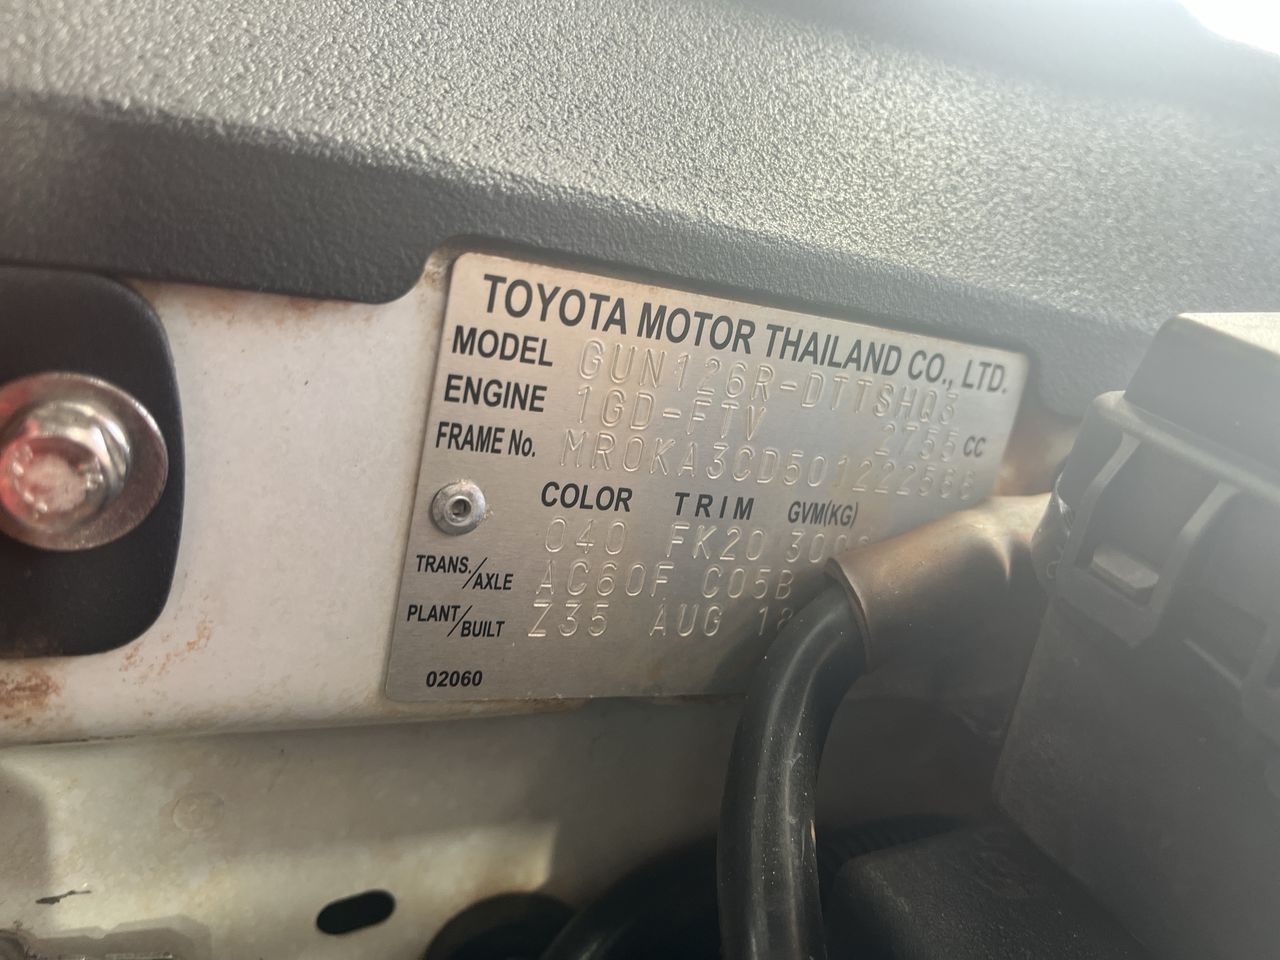 TOYOTA MOTOR THAILAND CO., LTD.
MODEL GUN126R-DTTSHQ3
ENGINE 1GD-FTV 2755 CC
FRAME No.
COLOR TRIM GVM(KG)
040 FK20
TRANS./AXLE AC60F C05B
PLANT/BUILT Z35 AUG 18
02060